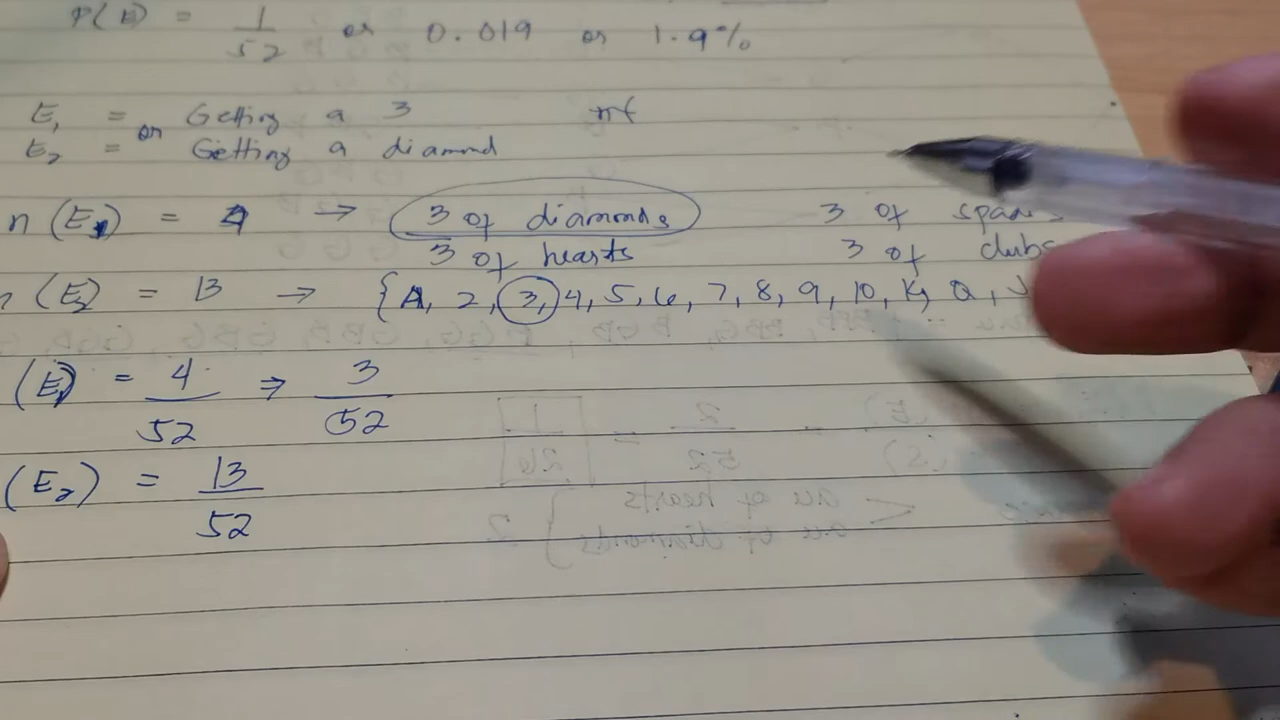 P(E) = 1/52 or 0.019 or 1.9%
E₁ = Getting a 3
or
E₂ = Getting a diamond
n(E₁) = 4 → 3 of diamonds 3 of spades
3 of hearts 3 of clubs
(E₂) = 13 → {A, 2, 3, 4, 5, 6, 7, 8, 9, 10, K, Q, J
(E₁) = 4/52 ⇒ 3/52
(E₂) = 13/52